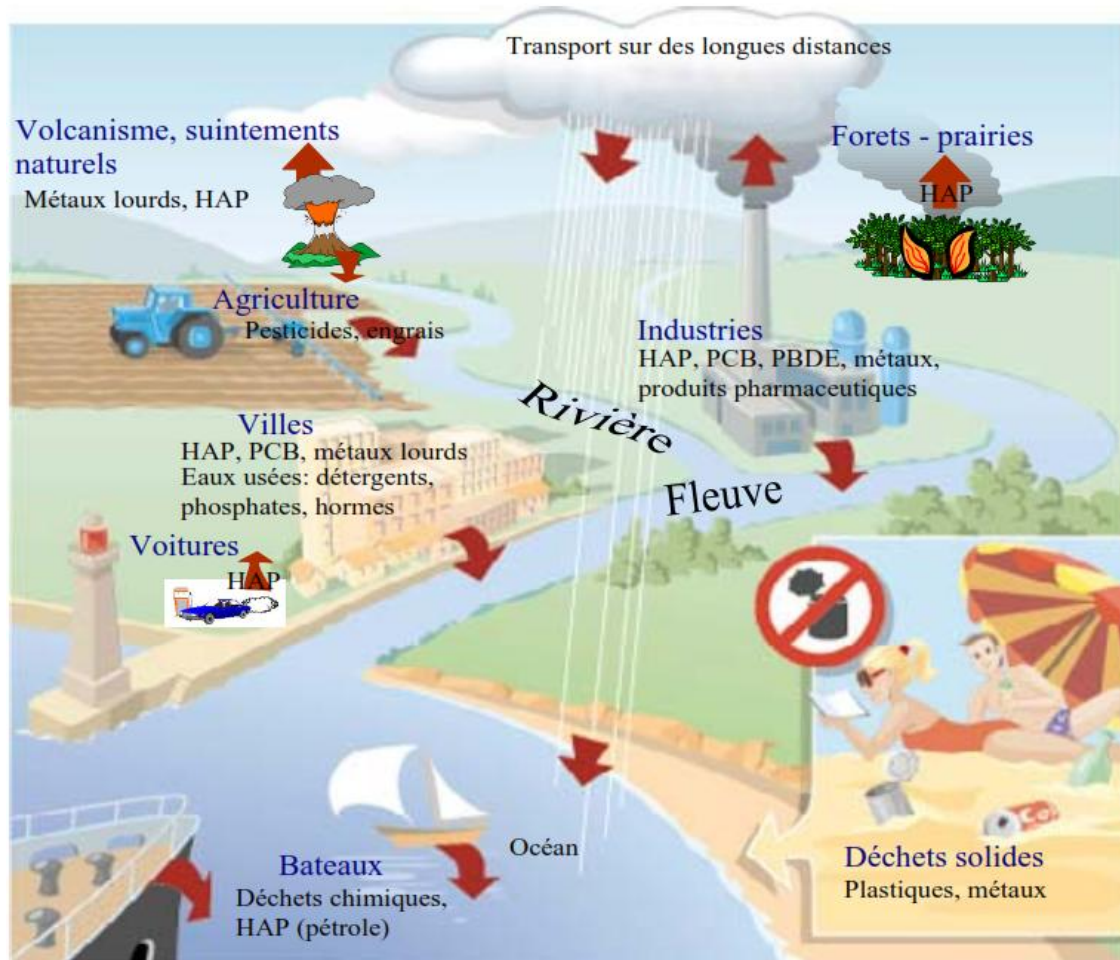 Transport sur des longues distances
Volcanisme, suintements
naturels
Métaux lourds, HAP
Forets - prairies
HAP
Agriculture
Pesticides, engrais
Industries
HAP, PCB, PBDE, métaux,
produits pharmaceutiques
Rivière
Villes
HAP, PCB, métaux lourds
Eaux usées: détergents,
phosphates, hormes
Fleuve
Voitures
HAP
Océan
Bateaux
Déchets chimiques,
HAP (pétrole)
Déchets solides
Plastiques, métaux